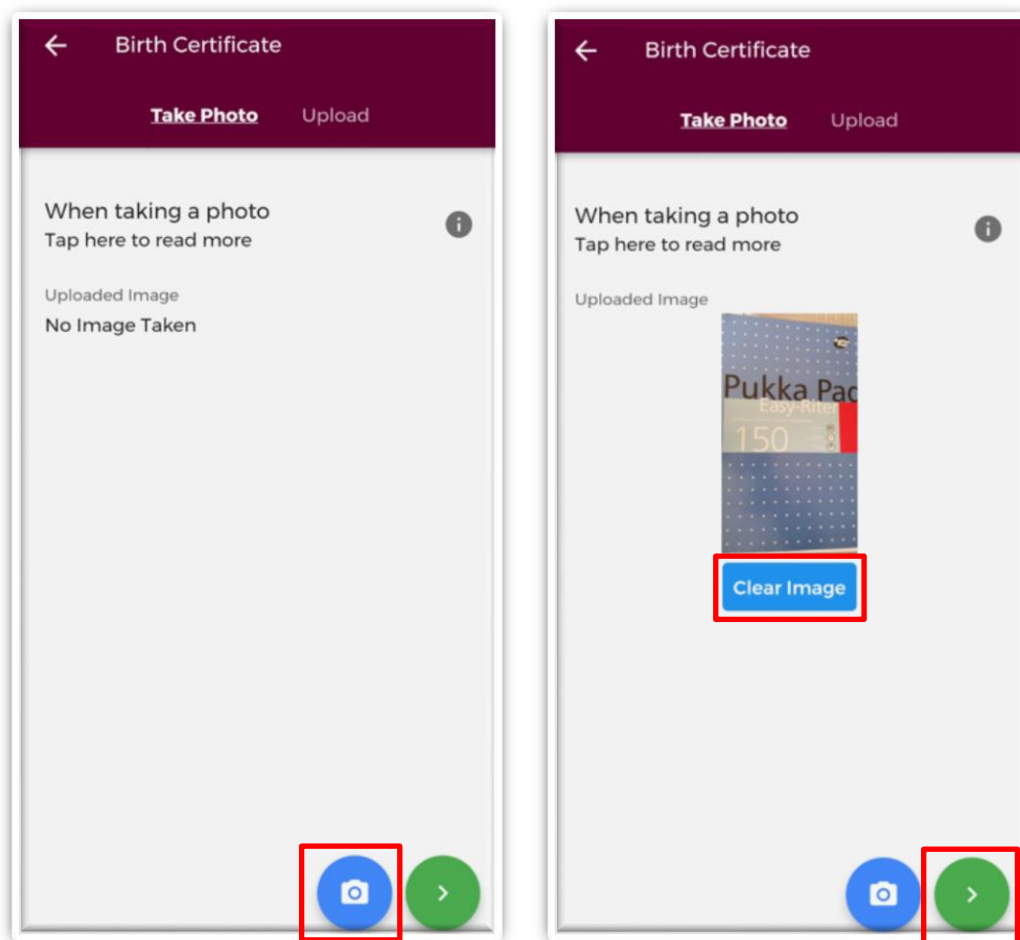 Birth Certificate
Take Photo Upload
When taking a photo
Tap here to read more
Uploaded Image
No Image Taken
Birth Certificate
Take Photo Upload
When taking a photo
Tap here to read more
Uploaded Image
Pukka Pad
Easy-Riter
150
Clear Image